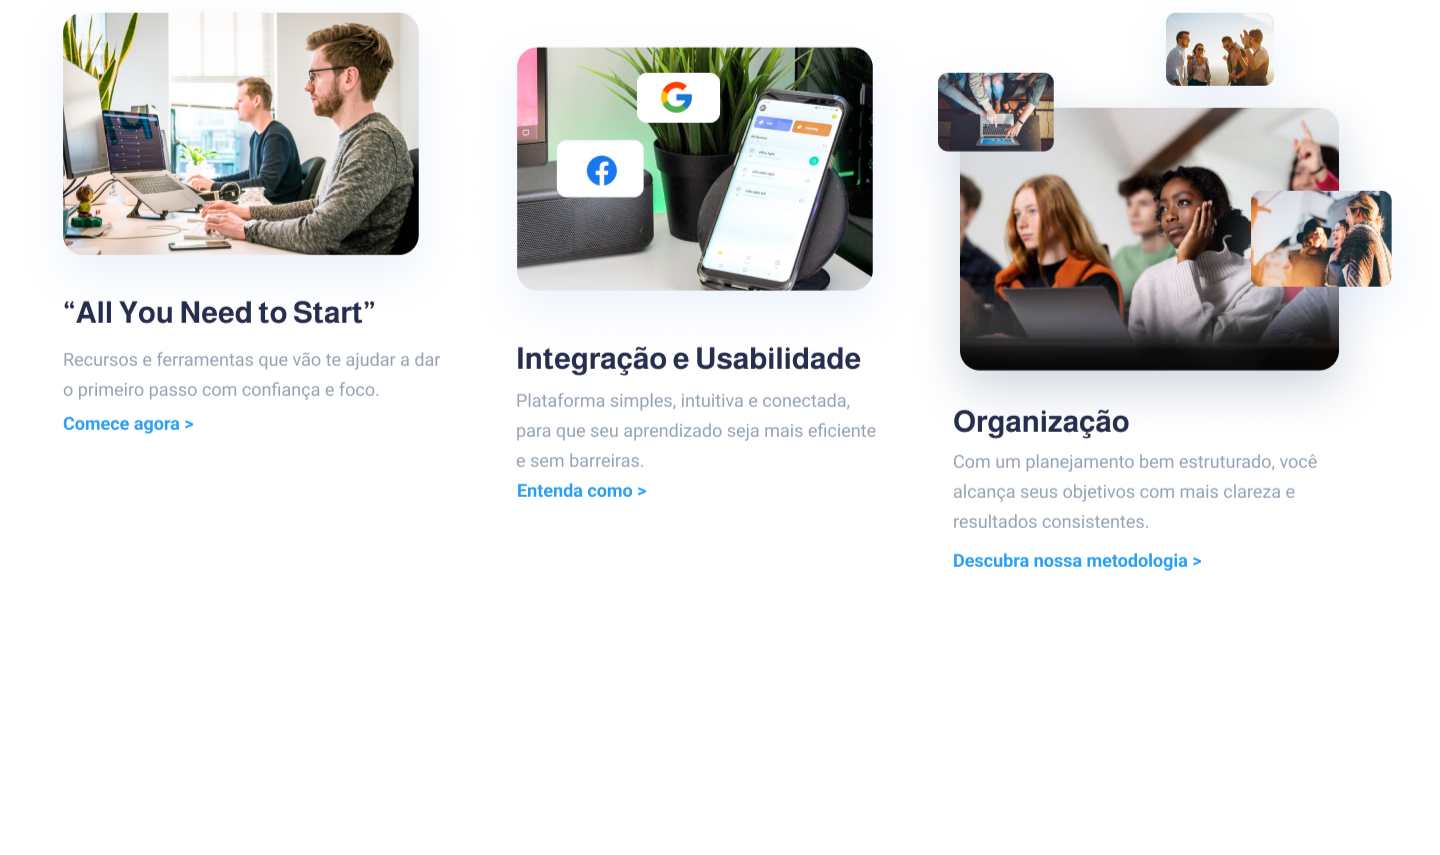 “All You Need to Start”
Recursos e ferramentas que vão te ajudar a dar
o primeiro passo com confiança e foco.
Comece agora >
Integração e Usabilidade
Plataforma simples, intuitiva e conectada,
para que seu aprendizado seja mais eficiente
e sem barreiras.
Entenda como >
Organização
Com um planejamento bem estruturado, você
alcança seus objetivos com mais clareza e
resultados consistentes.
Descubra nossa metodologia >